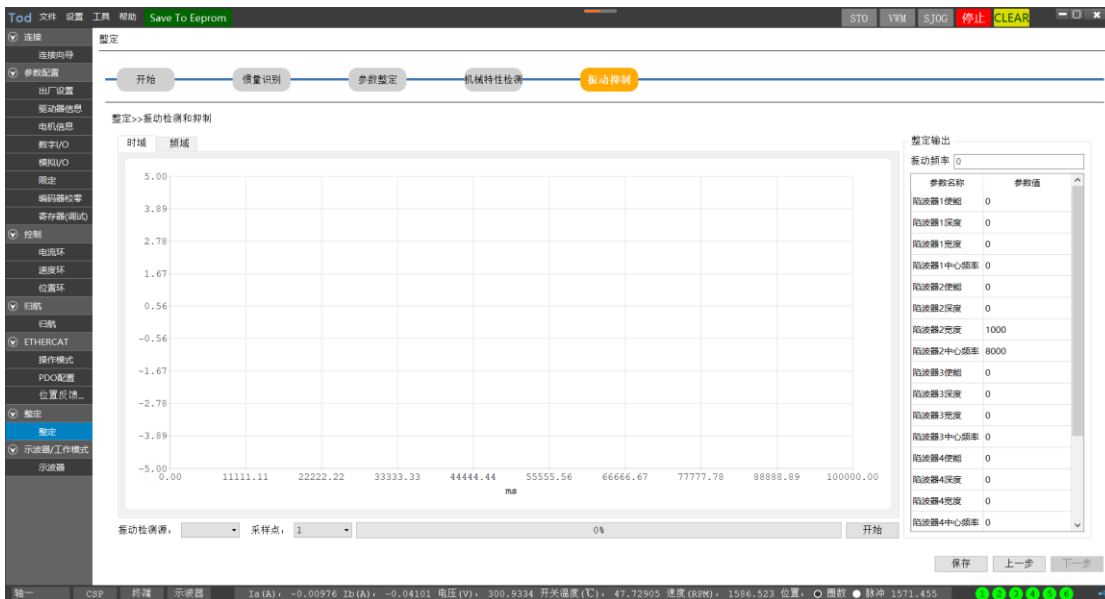 Tod 文件 设置 工具 帮助 Save To Eeprom STO VWM SJOG 停止 CLEAR
连接
连接向导
参数配置
出厂设置
驱动器信息
电机信息
数字I/O
模拟I/O
限定
编码器校零
寄存器(调试)
控制
电流环
速度环
位置环
归航
归航
ETHERCAT
操作模式
PDO配置
位置反馈...
整定
整定
示波器/工作模式
示波器
整定
开始 惯量识别 参数整定 机械特性检测 振动抑制
整定>>振动检测和抑制
时域 频域
5.00
3.89
2.78
1.67
0.56
-0.56
-1.67
-2.78
-3.89
-5.00
0.00 11111.11 22222.22 33333.33 44444.44 55555.56 66666.67 77777.78 88888.89 100000.00
ms
振动检测源: 采样点: 1 0% 开始
整定输出
振动频率 0
参数名称 参数值
陷波器1使能 0
陷波器1深度 0
陷波器1宽度 0
陷波器1中心频率 0
陷波器2使能 0
陷波器2深度 0
陷波器2宽度 1000
陷波器2中心频率 8000
陷波器3使能 0
陷波器3深度 0
陷波器3宽度 0
陷波器3中心频率 0
陷波器4使能 0
陷波器4深度 0
陷波器4宽度 0
陷波器4中心频率 0
保存 上一步 下一步
轴一 CSP 终端 示波器 Ia(A): -0.00976 Ib(A): -0.04101 电压(V): 300.9334 开关温度(℃): 47.72905 速度(RPM): 1586.523 位置: 圈数 脉冲 1571.455 1 2 3 4 5 6